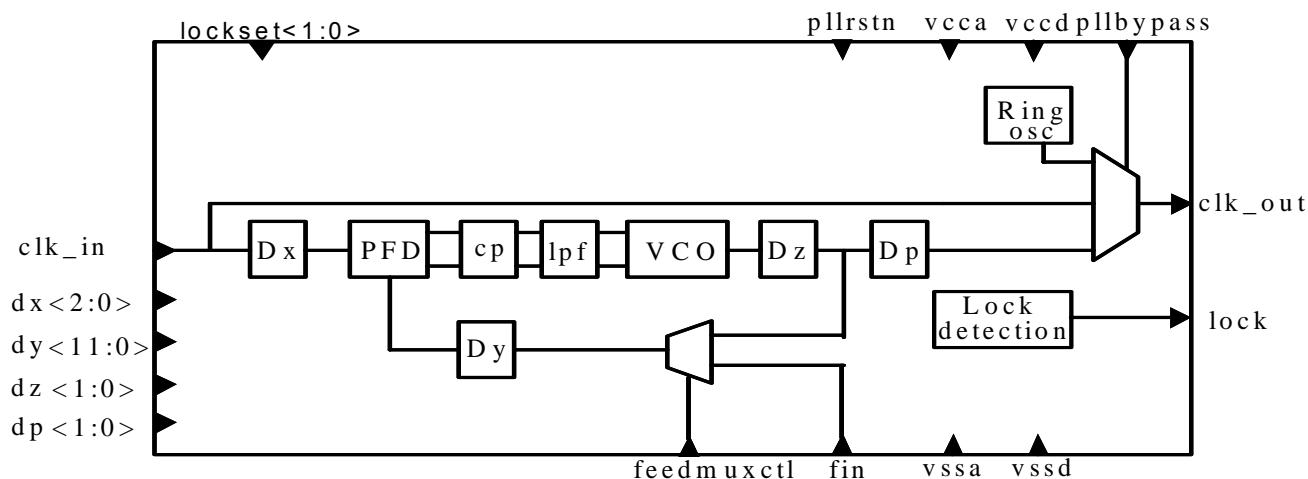 lockset<1:0>
pllrstn
vcca
vccd
pllbypass
Ring
osc
clk_out
clk_in
Dx
PFD
cp
lpf
VCO
Dz
Dp
dx<2:0>
dy<11:0>
dz<1:0>
dp<1:0>
Dy
Lock
detection
lock
feedmuxctl
fin
vssa
vssd